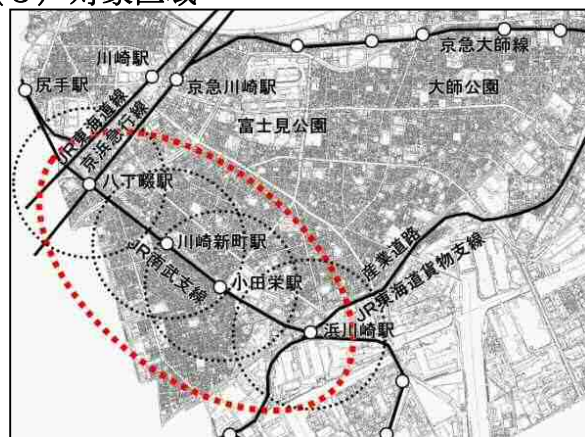 (3) 対象区域
川崎駅
京急大師線
尻手駅
京急川崎駅
大師公園
JR東海道線
京浜急行線
富士見公園
八丁畷駅
川崎新町駅
産業道路
JR南武支線
小田栄駅
JR東海道貨物支線
浜川崎駅